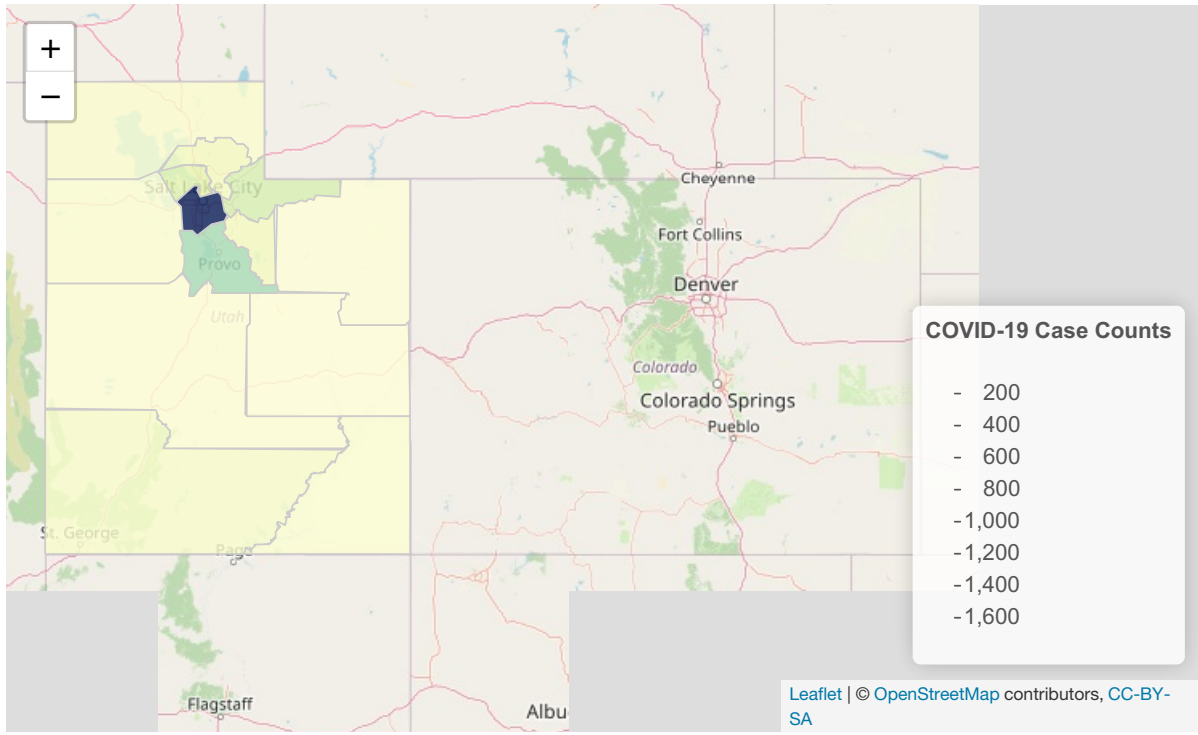 +
−
Salt Lake City
Provo
Utah
St. George
Page
Flagstaff
Albu
Cheyenne
Fort Collins
Denver
Colorado
Colorado Springs
Pueblo
COVID-19 Case Counts
- 200
- 400
- 600
- 800
-1,000
-1,200
-1,400
-1,600
Leaflet | © OpenStreetMap contributors, CC-BY-
SA